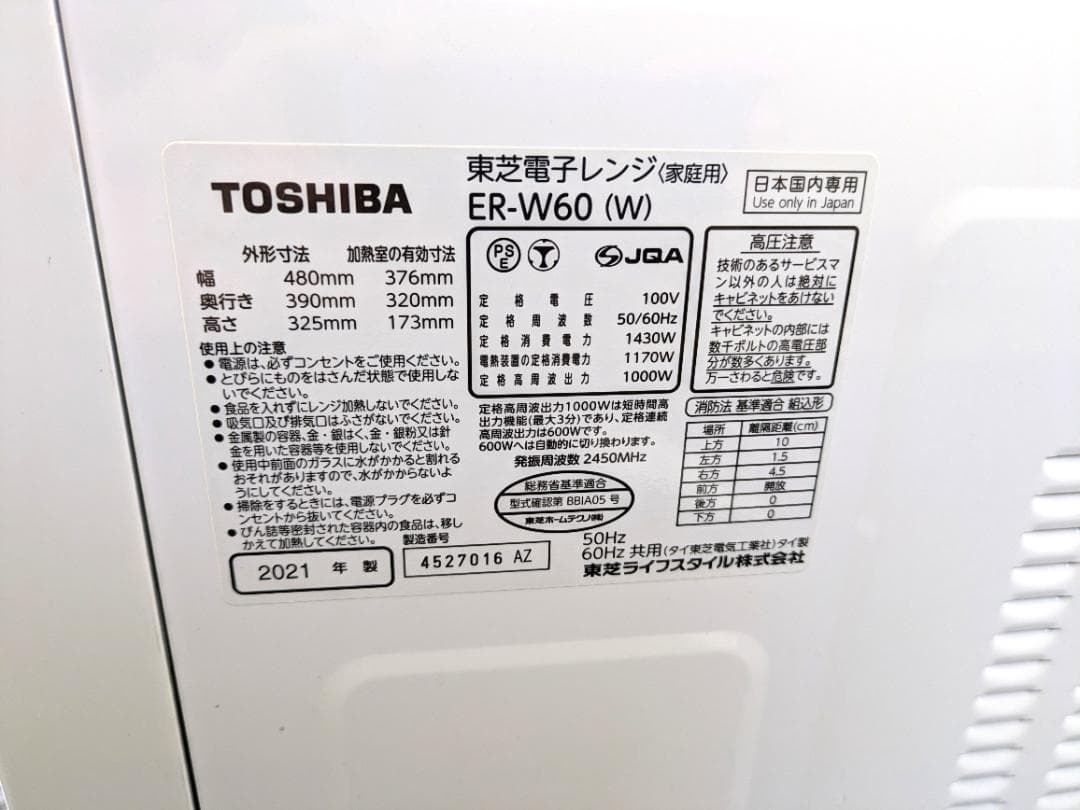 TOSHIBA
東芝電子レンジ〈家庭用〉
ER-W60 (W)
日本国内専用
Use only in Japan
外形寸法 加熱室の有効寸法
幅 480mm 376mm
奥行き 390mm 320mm
高さ 325mm 173mm
使用上の注意
●電源は、必ずコンセントをご使用ください。
●とびらにものをはさんだ状態で使用しな
いでください。
●食品を入れずにレンジ加熱しないでください。
●吸気口及び排気口はふさがないでください。
●金属製の容器、金・銀はく、金・銀粉又は針
金を用いた容器等を使用しないでください。
●使用中前面のガラスに水がかかると割れる
おそれがありますので、水がかからないよ
うにしてください。
●掃除をするときには、電源プラグを必ずコ
ンセントから抜いてください。
●びん詰等密封された容器内の食品は、移し
かえて加熱してください。
2021 年 製
製造番号
4527016 AZ
PS
E
JQA
定格電圧 100V
定格周波数 50/60Hz
定格消費電力 1430W
電熱装置の定格消費電力 1170W
定格高周波出力 1000W
定格高周波出力1000Wは短時間高
出力機能(最大3分)であり、定格連続
高周波出力は600Wです。
600Wへは自動的に切り換わります。
発振周波数 2450MHz
総務省基準適合
型式確認第 BBIA05 号
東芝ホームテクノ(株)
高圧注意
技術のあるサービスマ
ン以外の人は絶対に
キャビネットをあけない
でください。
キャビネットの内部には
数千ボルトの高電圧部
分が数多くあります。
万一さわると危険です。
消防法 基準適合 組込形
場所 離隔距離(cm)
上方 10
左方 1.5
右方 4.5
前方 開放
後方 0
下方 0
50Hz
60Hz 共用 (タイ東芝電気工業社)タイ製
東芝ライフスタイル株式会社